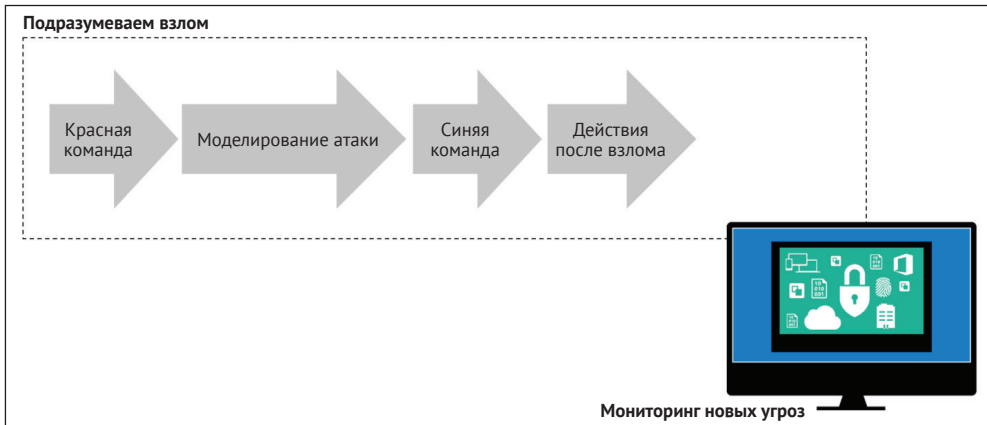 Подразумеваем взлом
Красная
команда
Моделирование атаки
Синяя
команда
Действия
после взлома
Мониторинг новых угроз